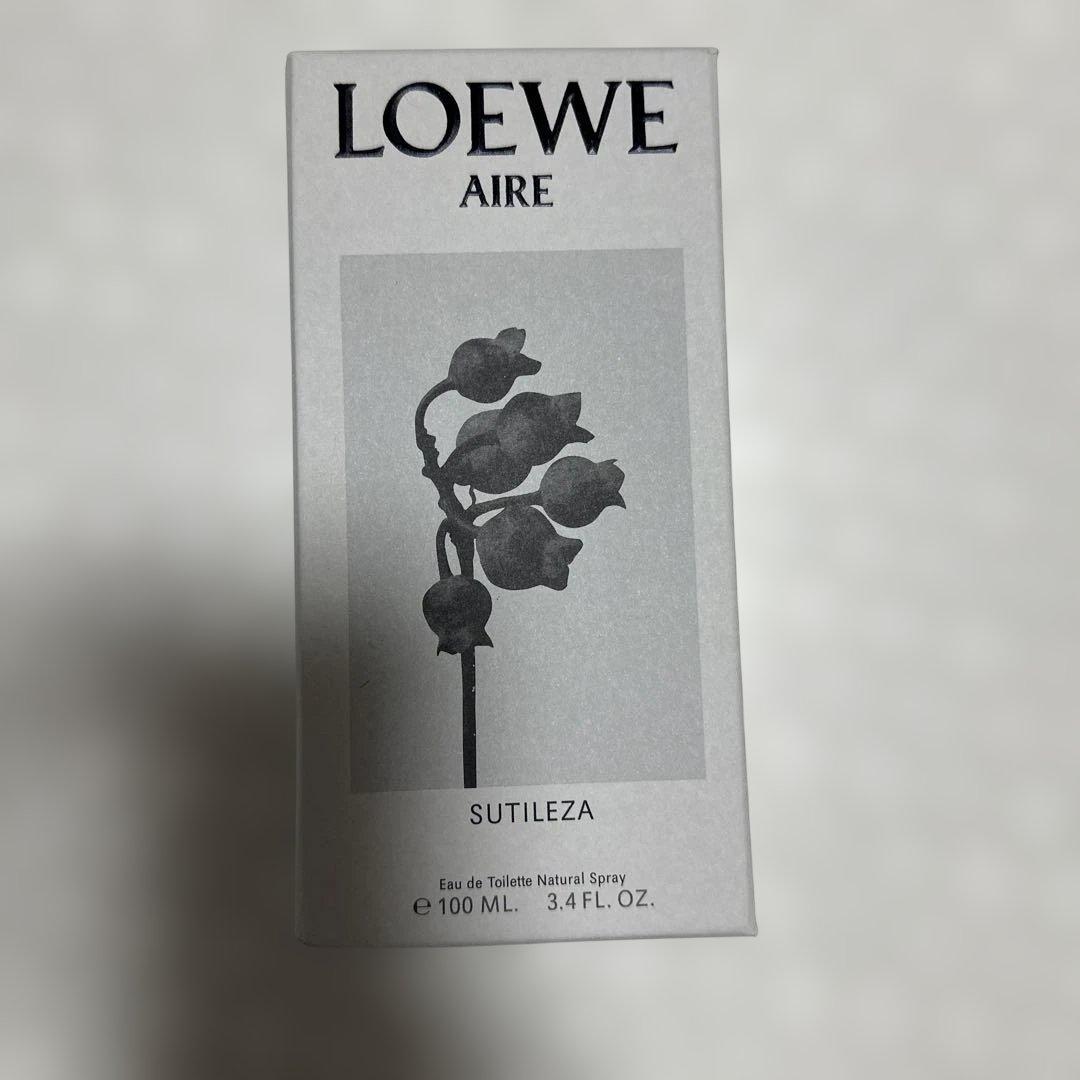 LOEWE
AIRE
SUTILEZA
Eau de Toilette Natural Spray
℮ 100 ML. 3.4 FL. OZ.